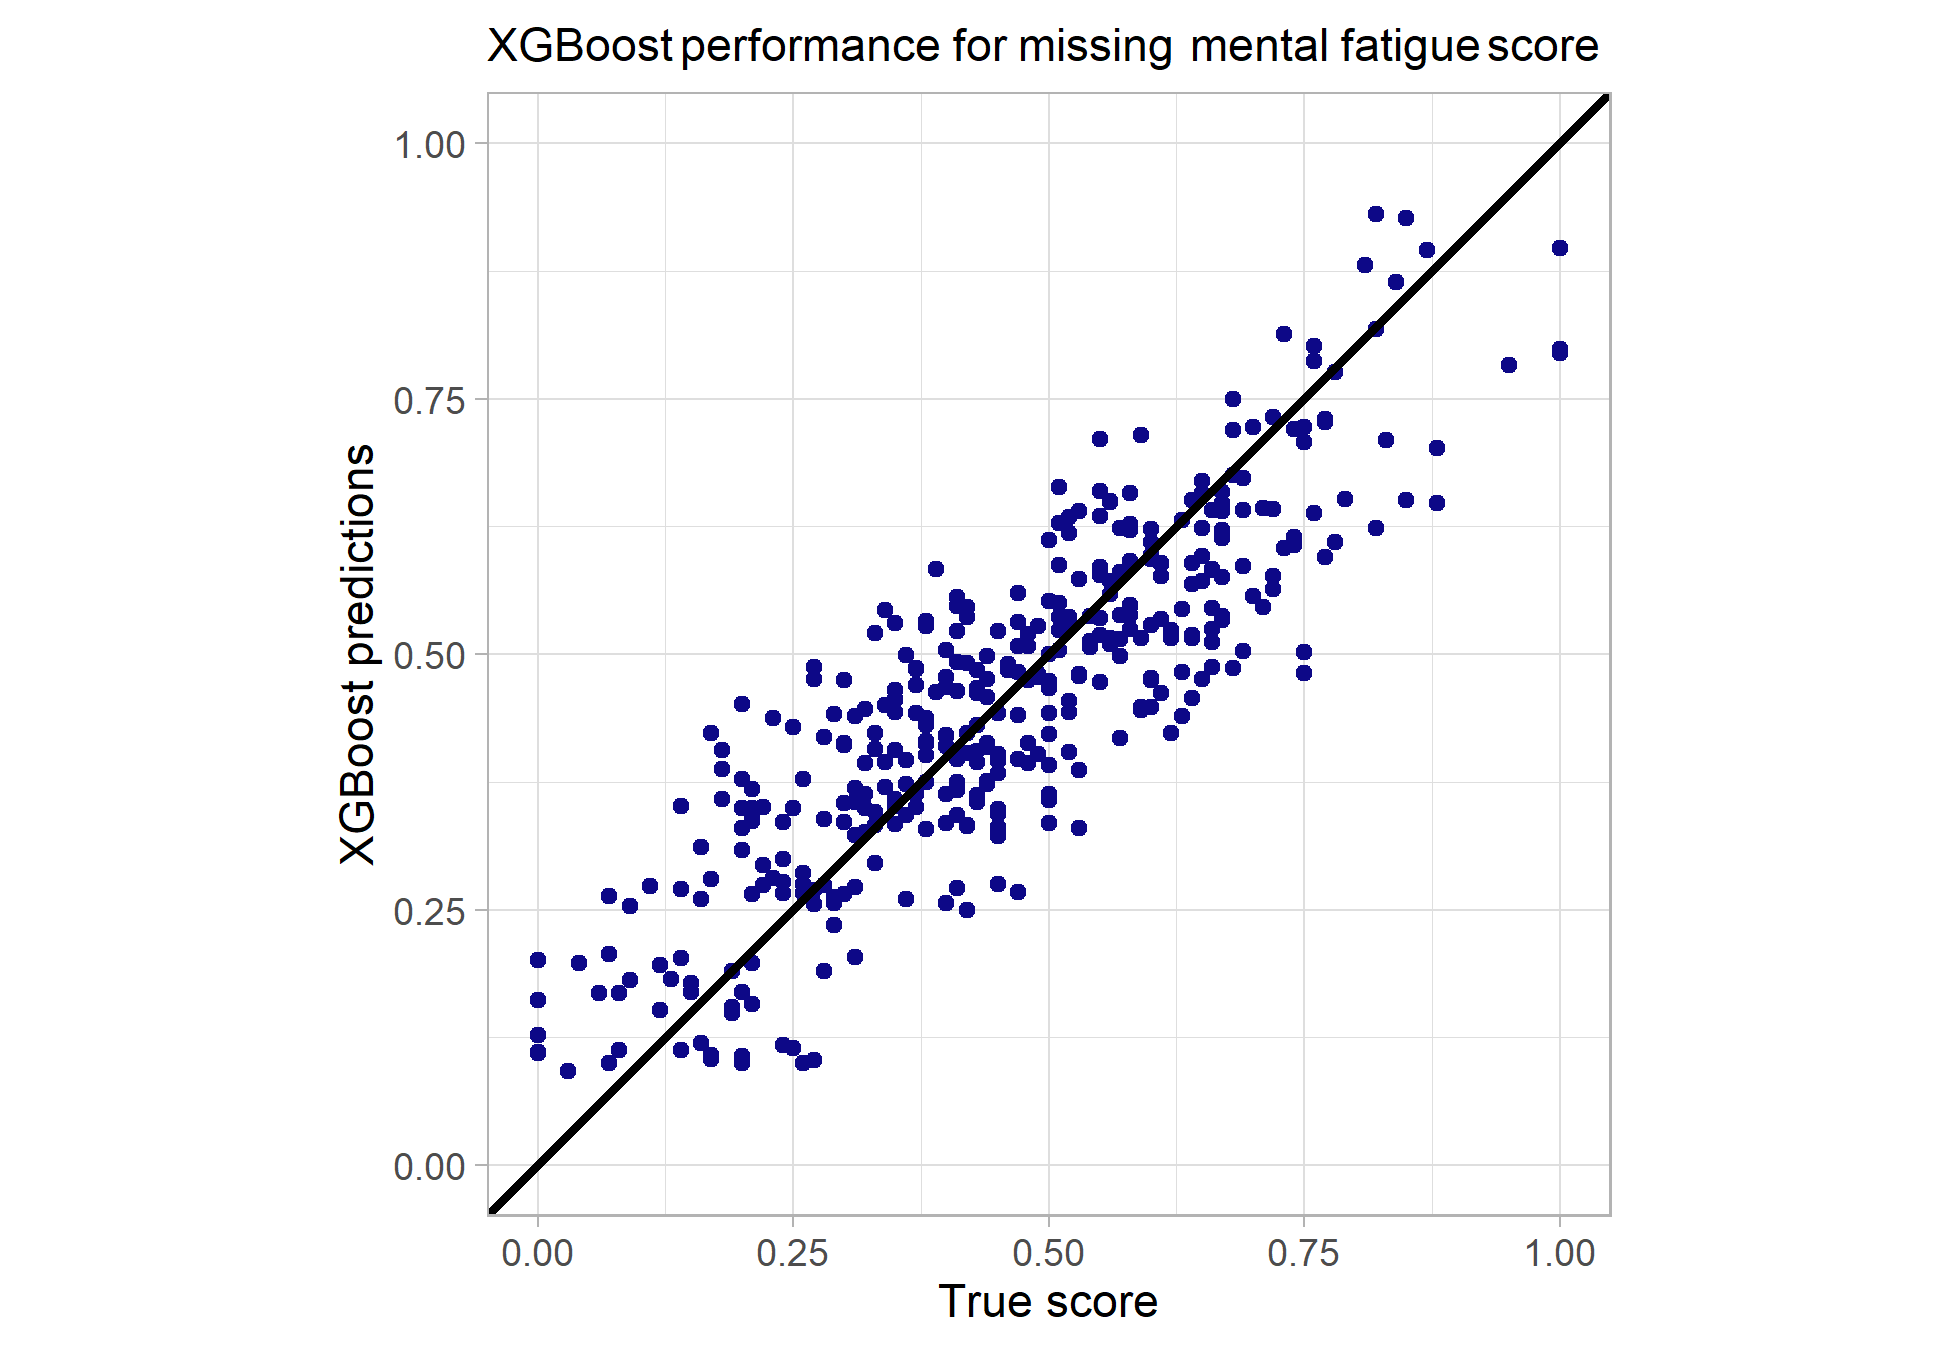 XGBoost performance for missing mental fatigue score
1.00
0.75
0.50
0.25
0.00
XGBoost predictions
0.00 0.25 0.50 0.75 1.00
True score